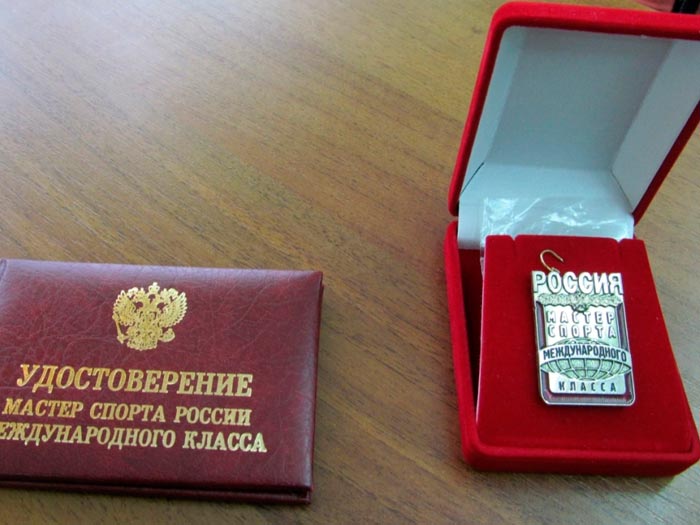 УДОСТОВЕРЕНИЕ
МАСТЕР СПОРТА РОССИИ
ЕЖДУНАРОДНОГО КЛАССА
РОССИЯ
МАСТЕР
СПОРТА
МЕЖДУНАРОДНОГО
КЛАССА